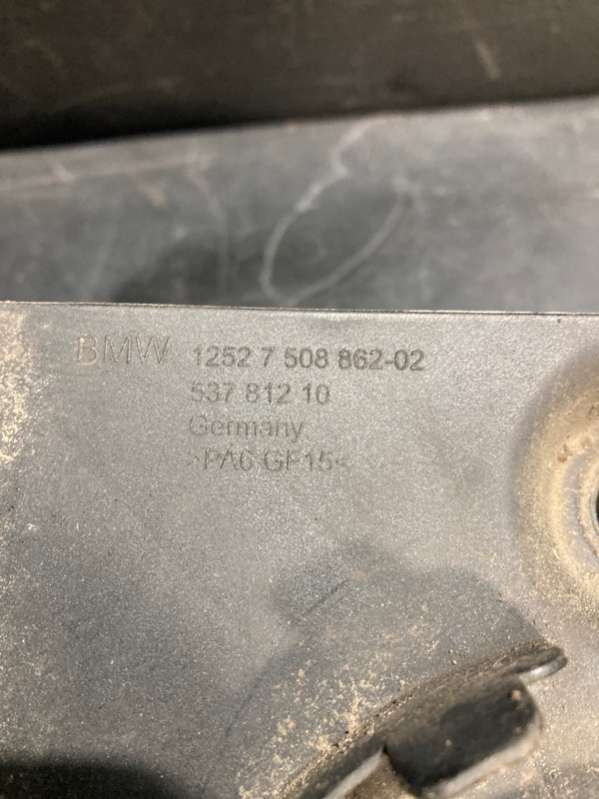 BMW 1252 7 508 862-02
537 812 10
Germany
>PA6 GF15<